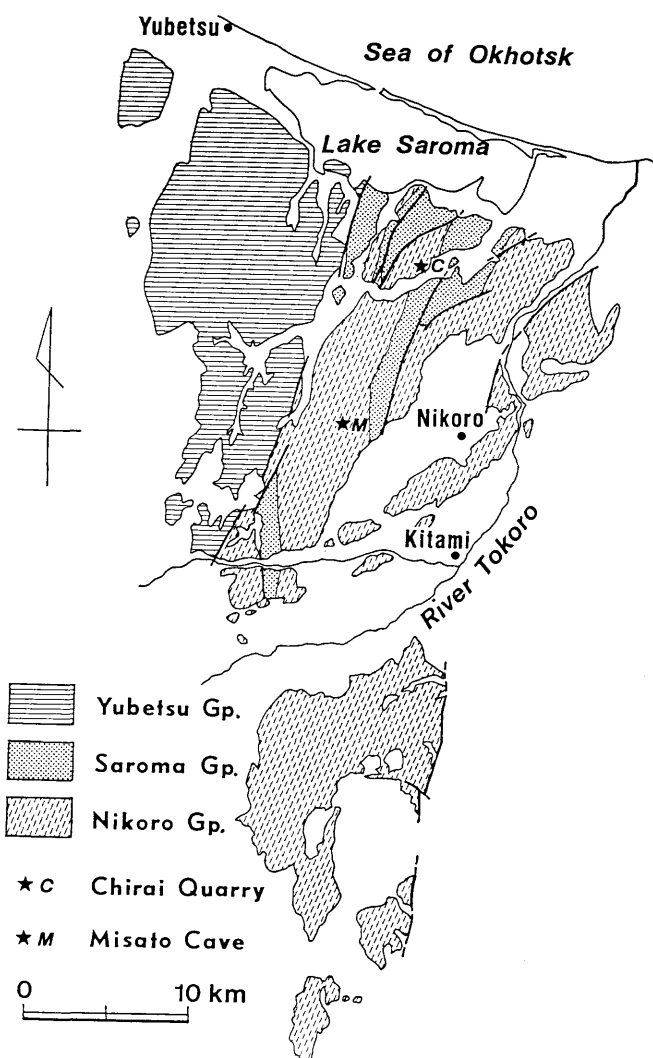 Yubetsu
Sea of Okhotsk
Lake Saroma
C
M
Nikoro
Kitami
River Tokoro
Yubetsu Gp.
Saroma Gp.
Nikoro Gp.
★ C Chirai Quarry
★ M Misato Cave
0 10 km